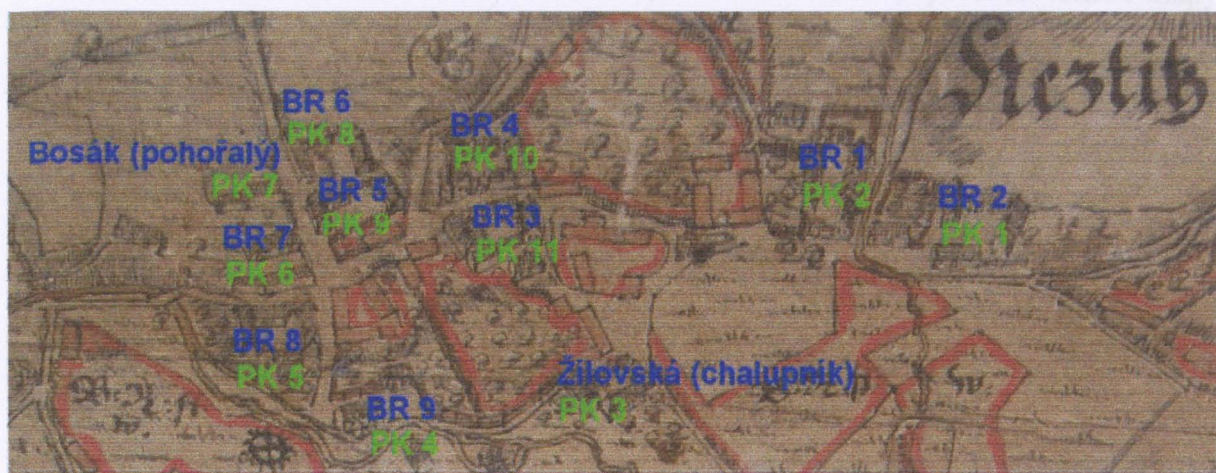 Steztitz
BR 6
PK 8
BR 4
PK 10
Bosák (pohořalý)
PK 7
BR 1
PK 2
BR 5
PK 9
BR 2
PK 1
BR 3
PK 11
BR 7
PK 6
BR 8
PK 5
Žilovská (chalupník)
PK 3
BR 9
PK 4